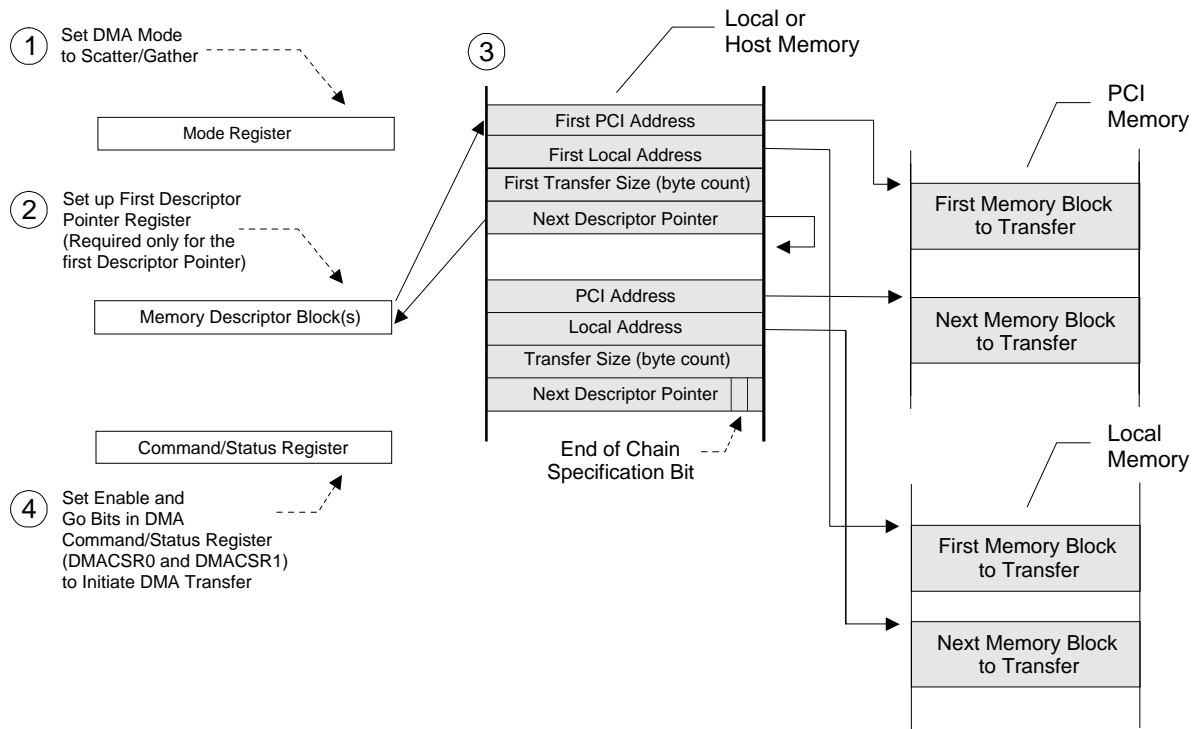 1
Set DMA Mode
to Scatter/Gather
Mode Register
2
Set up First Descriptor
Pointer Register
(Required only for the
first Descriptor Pointer)
Memory Descriptor Block(s)
Command/Status Register
4
Set Enable and
Go Bits in DMA
Command/Status Register
(DMACSR0 and DMACSR1)
to Initiate DMA Transfer
3
Local or
Host Memory
First PCI Address
First Local Address
First Transfer Size (byte count)
Next Descriptor Pointer
PCI Address
Local Address
Transfer Size (byte count)
Next Descriptor Pointer
End of Chain
Specification Bit
PCI
Memory
First Memory Block
to Transfer
Next Memory Block
to Transfer
Local
Memory
First Memory Block
to Transfer
Next Memory Block
to Transfer